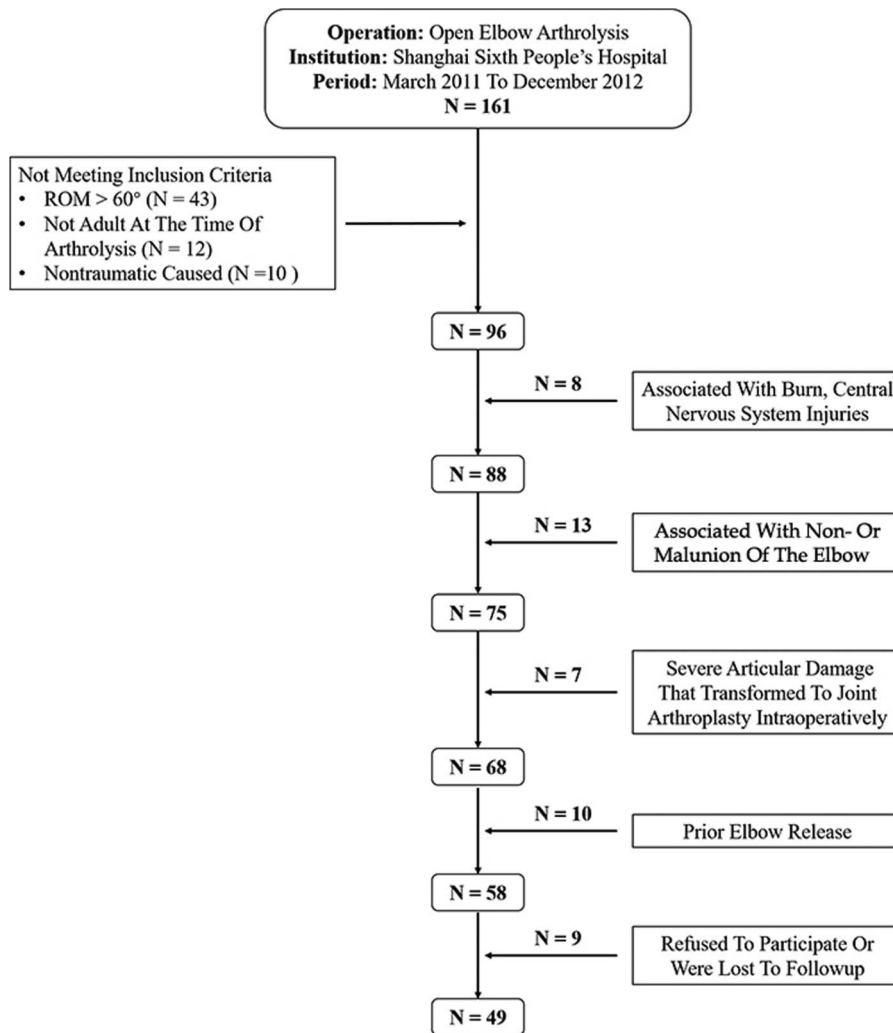 Operation: Open Elbow Arthrolysis
Institution: Shanghai Sixth People's Hospital
Period: March 2011 To December 2012
N = 161
Not Meeting Inclusion Criteria
• ROM > 60° (N = 43)
• Not Adult At The Time Of
Arthrolysis (N = 12)
• Nontraumatic Caused (N =10 )
N = 96
N = 8
Associated With Burn, Central
Nervous System Injuries
N = 88
N = 13
Associated With Non- Or
Malunion Of The Elbow
N = 75
N = 7
Severe Articular Damage
That Transformed To Joint
Arthroplasty Intraoperatively
N = 68
N = 10
Prior Elbow Release
N = 58
N = 9
Refused To Participate Or
Were Lost To Followup
N = 49